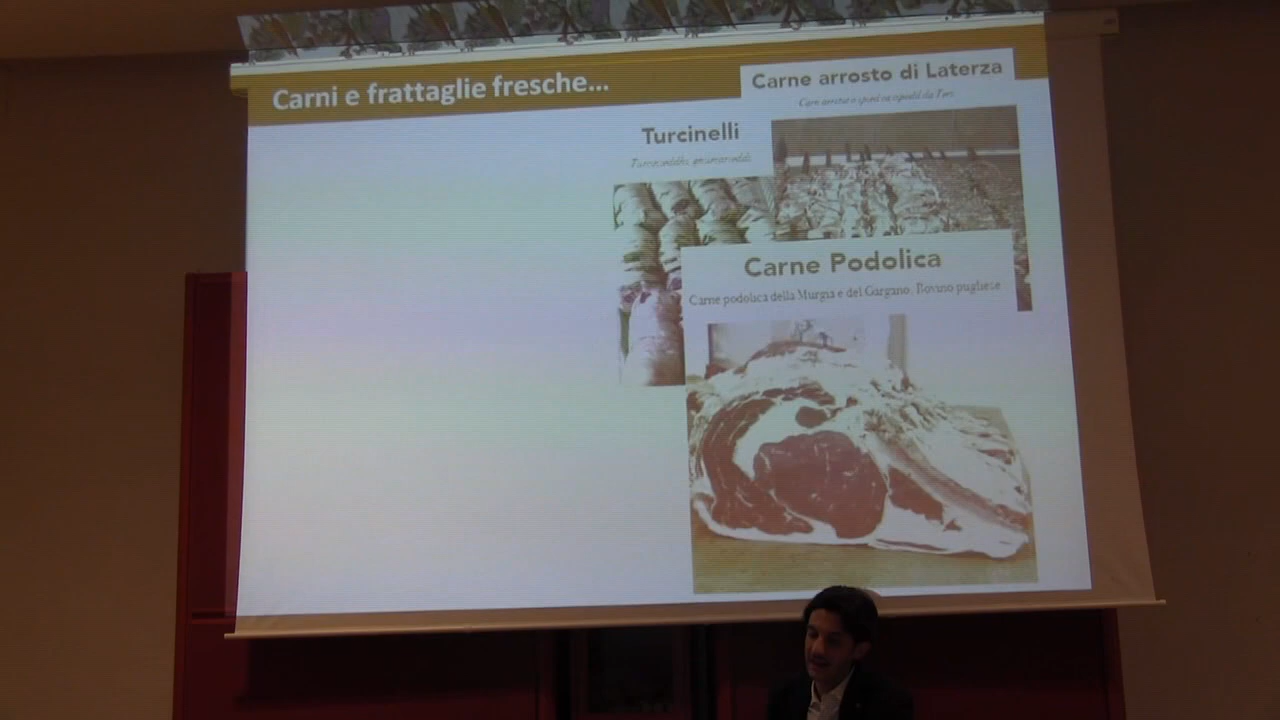 Carni e frattaglie fresche...
Carne arrosto di Laterza
Turcinelli
Carne Podolica
Carne podolica della Murgia e del Gargano, Bovino pugliese